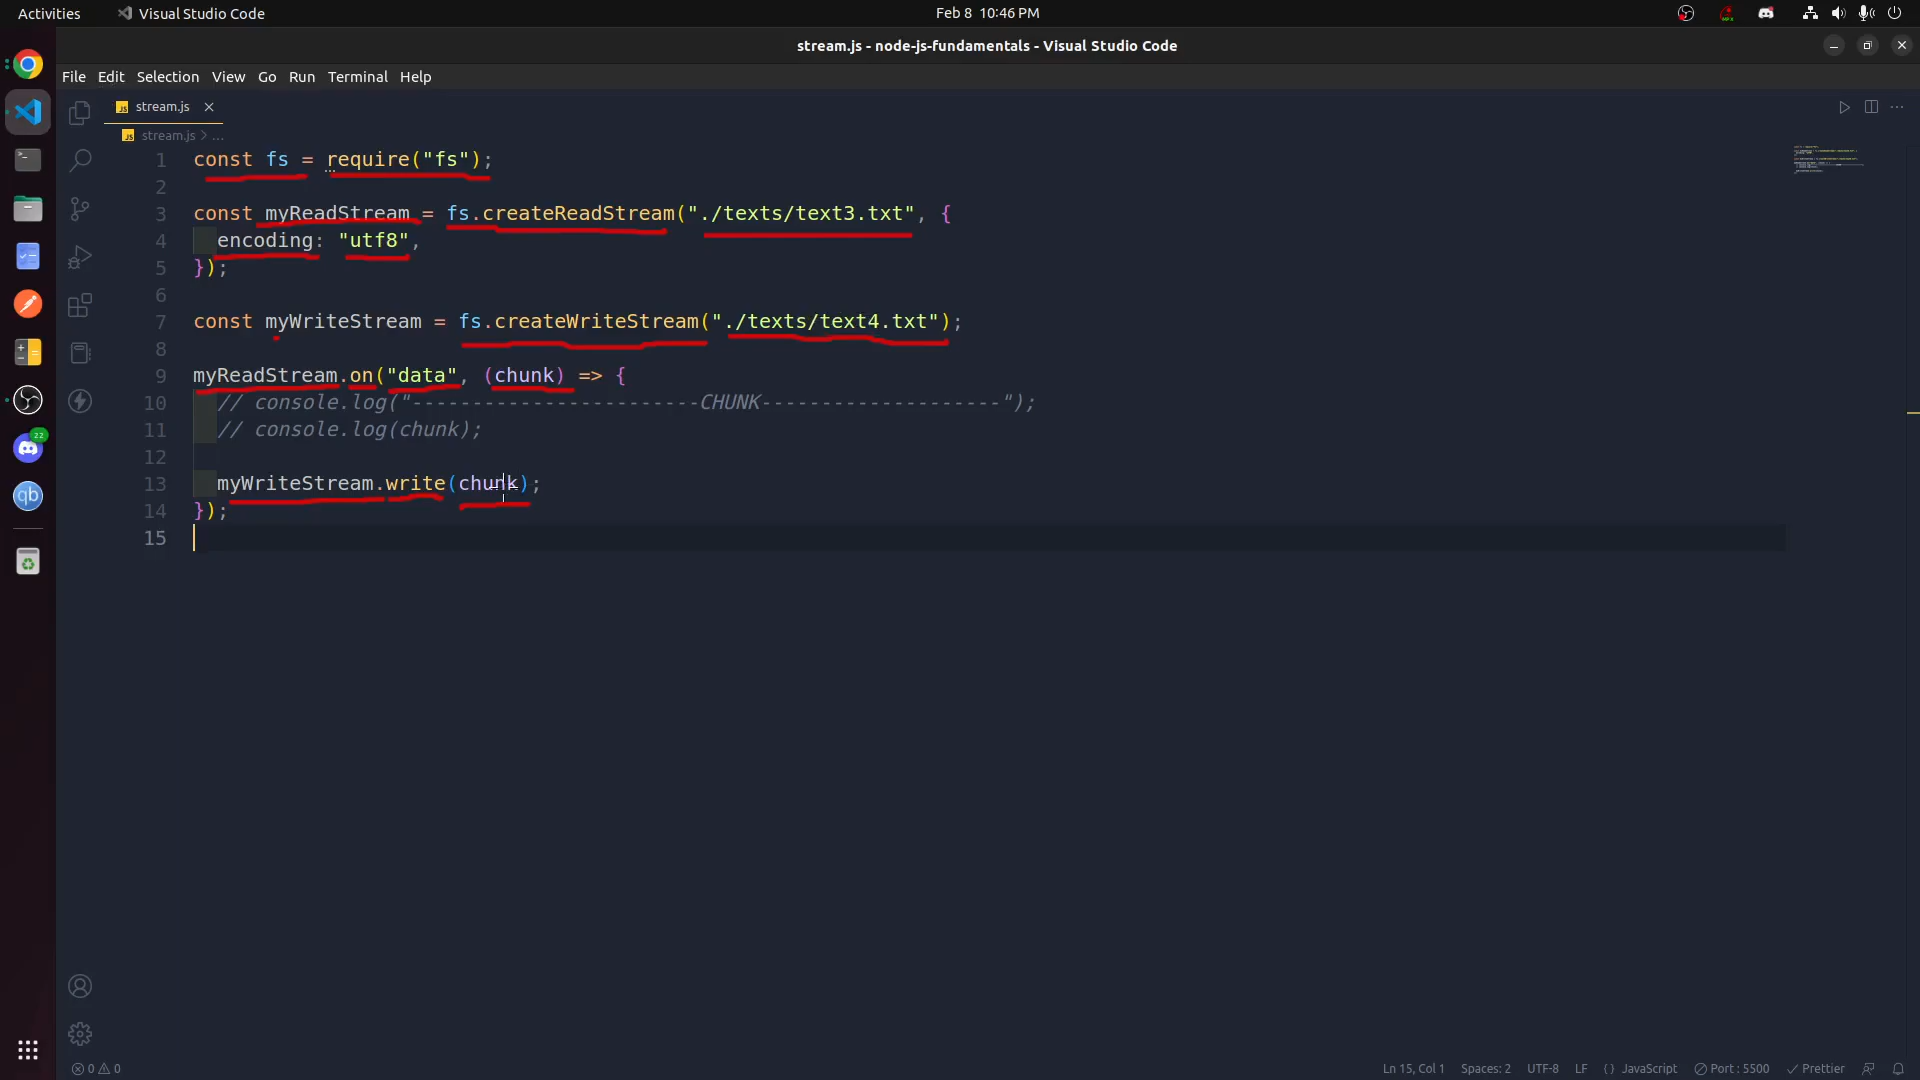 Activities
Visual Studio Code
Feb 8 10:46 PM
stream.js - node-js-fundamentals - Visual Studio Code
File Edit Selection View Go Run Terminal Help
JS stream.js
JS stream.js > ...
1 const fs = require("fs");
2
3 const myReadStream = fs.createReadStream("./texts/text3.txt", {
4 encoding: "utf8",
5 });
6
7 const myWriteStream = fs.createWriteStream("./texts/text4.txt");
8
9 myReadStream.on("data", (chunk) => {
10 // console.log("------------------------CHUNK--------------------");
11 // console.log(chunk);
12
13 myWriteStream.write(chunk);
14 });
15
22
qb
0 0
Ln 15, Col 1
Spaces: 2
UTF-8
LF
{} JavaScript
Port : 5500
Prettier